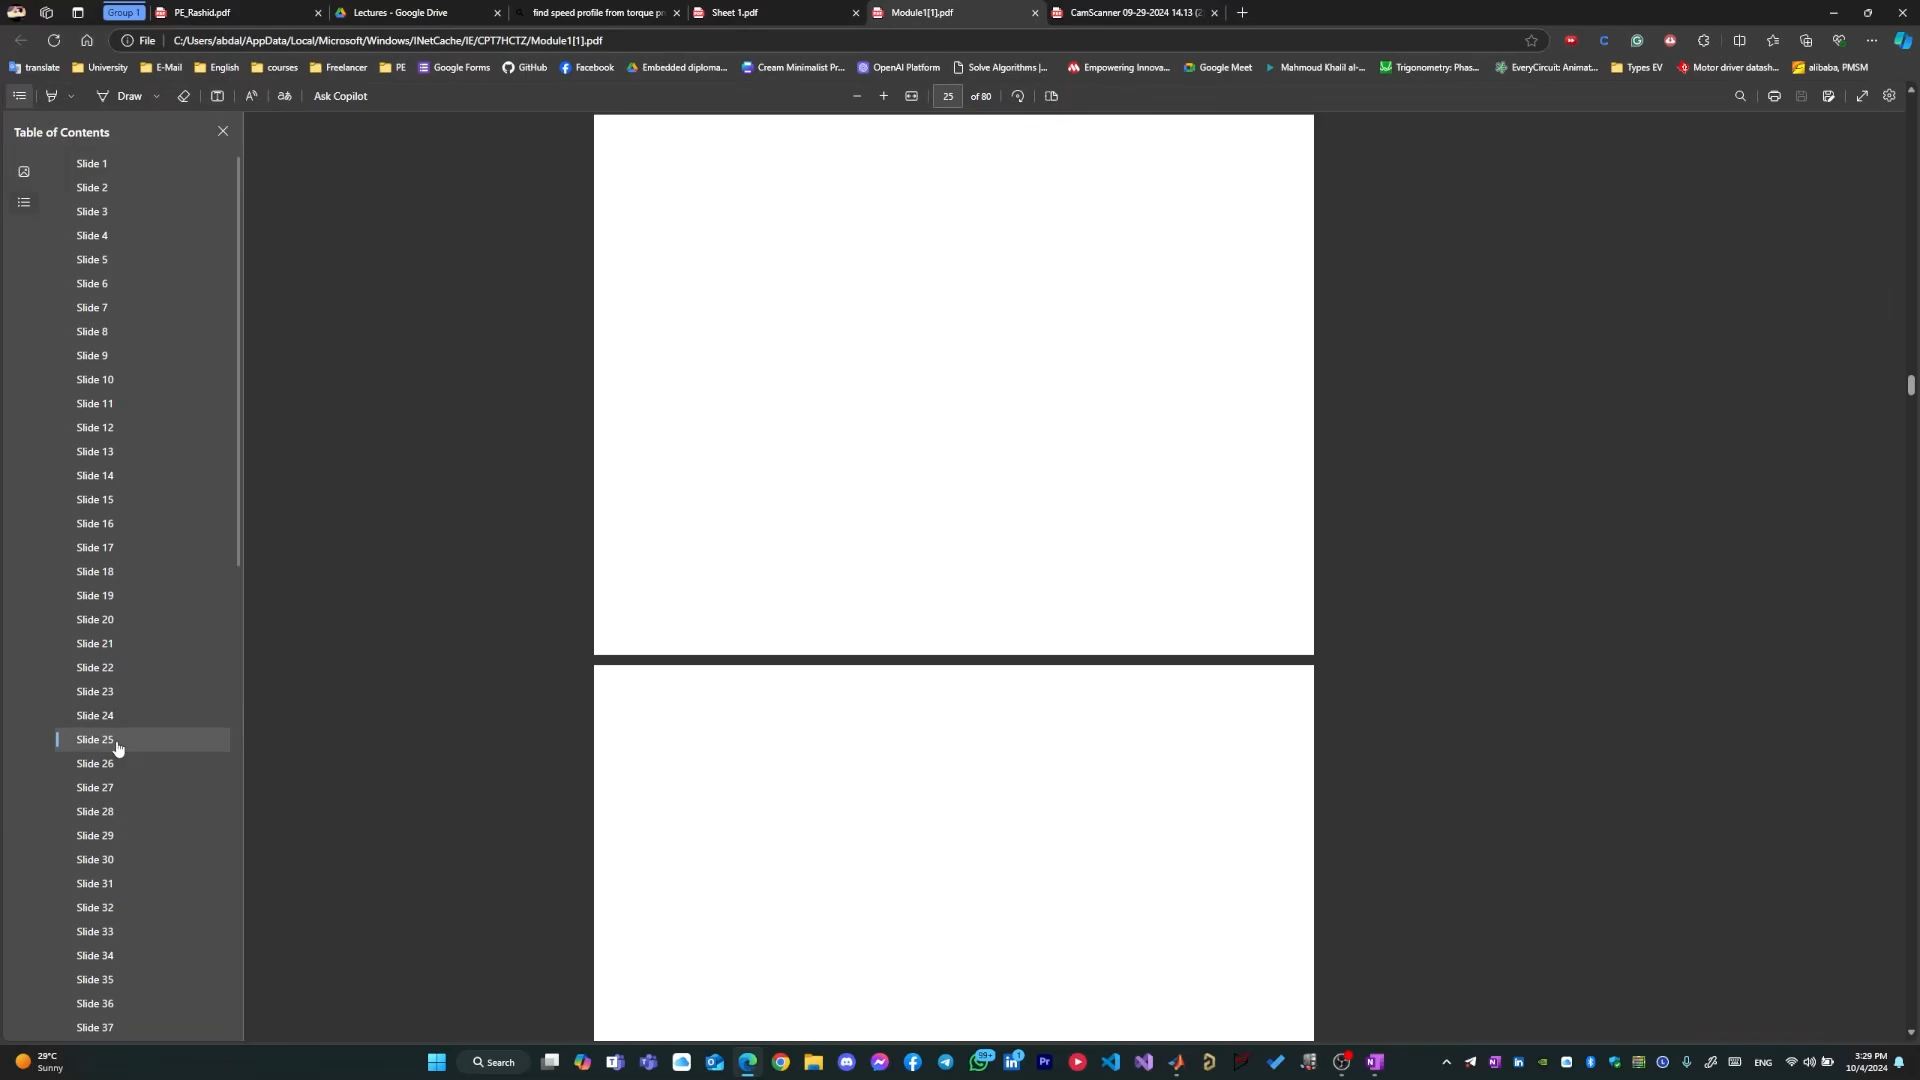 Group 1
PE_Rashid.pdf
Lectures - Google Drive
find speed profile from torque pr
Sheet 1.pdf
Module1[1].pdf
CamScanner 09-29-2024 14.13 (2
File
C:/Users/abdal/AppData/Local/Microsoft/Windows/INetCache/IE/CPT7HCTZ/Module1[1].pdf
translate
University
E-Mail
English
courses
Freelancer
PE
Google Forms
GitHub
Facebook
Embedded diploma...
Cream Minimalist Pr...
OpenAI Platform
Solve Algorithms |...
Empowering Innova...
Google Meet
Mahmoud Khalil al-...
Trigonometry: Phas...
EveryCircuit: Animat...
Types EV
Motor driver datash...
alibaba, PMSM
Draw
Ask Copilot
25
of 80
Table of Contents
Slide 1
Slide 2
Slide 3
Slide 4
Slide 5
Slide 6
Slide 7
Slide 8
Slide 9
Slide 10
Slide 11
Slide 12
Slide 13
Slide 14
Slide 15
Slide 16
Slide 17
Slide 18
Slide 19
Slide 20
Slide 21
Slide 22
Slide 23
Slide 24
Slide 25
Slide 26
Slide 27
Slide 28
Slide 29
Slide 30
Slide 31
Slide 32
Slide 33
Slide 34
Slide 35
Slide 36
Slide 37
29°C
Sunny
Search
99+
1
ENG
3:29 PM
10/4/2024